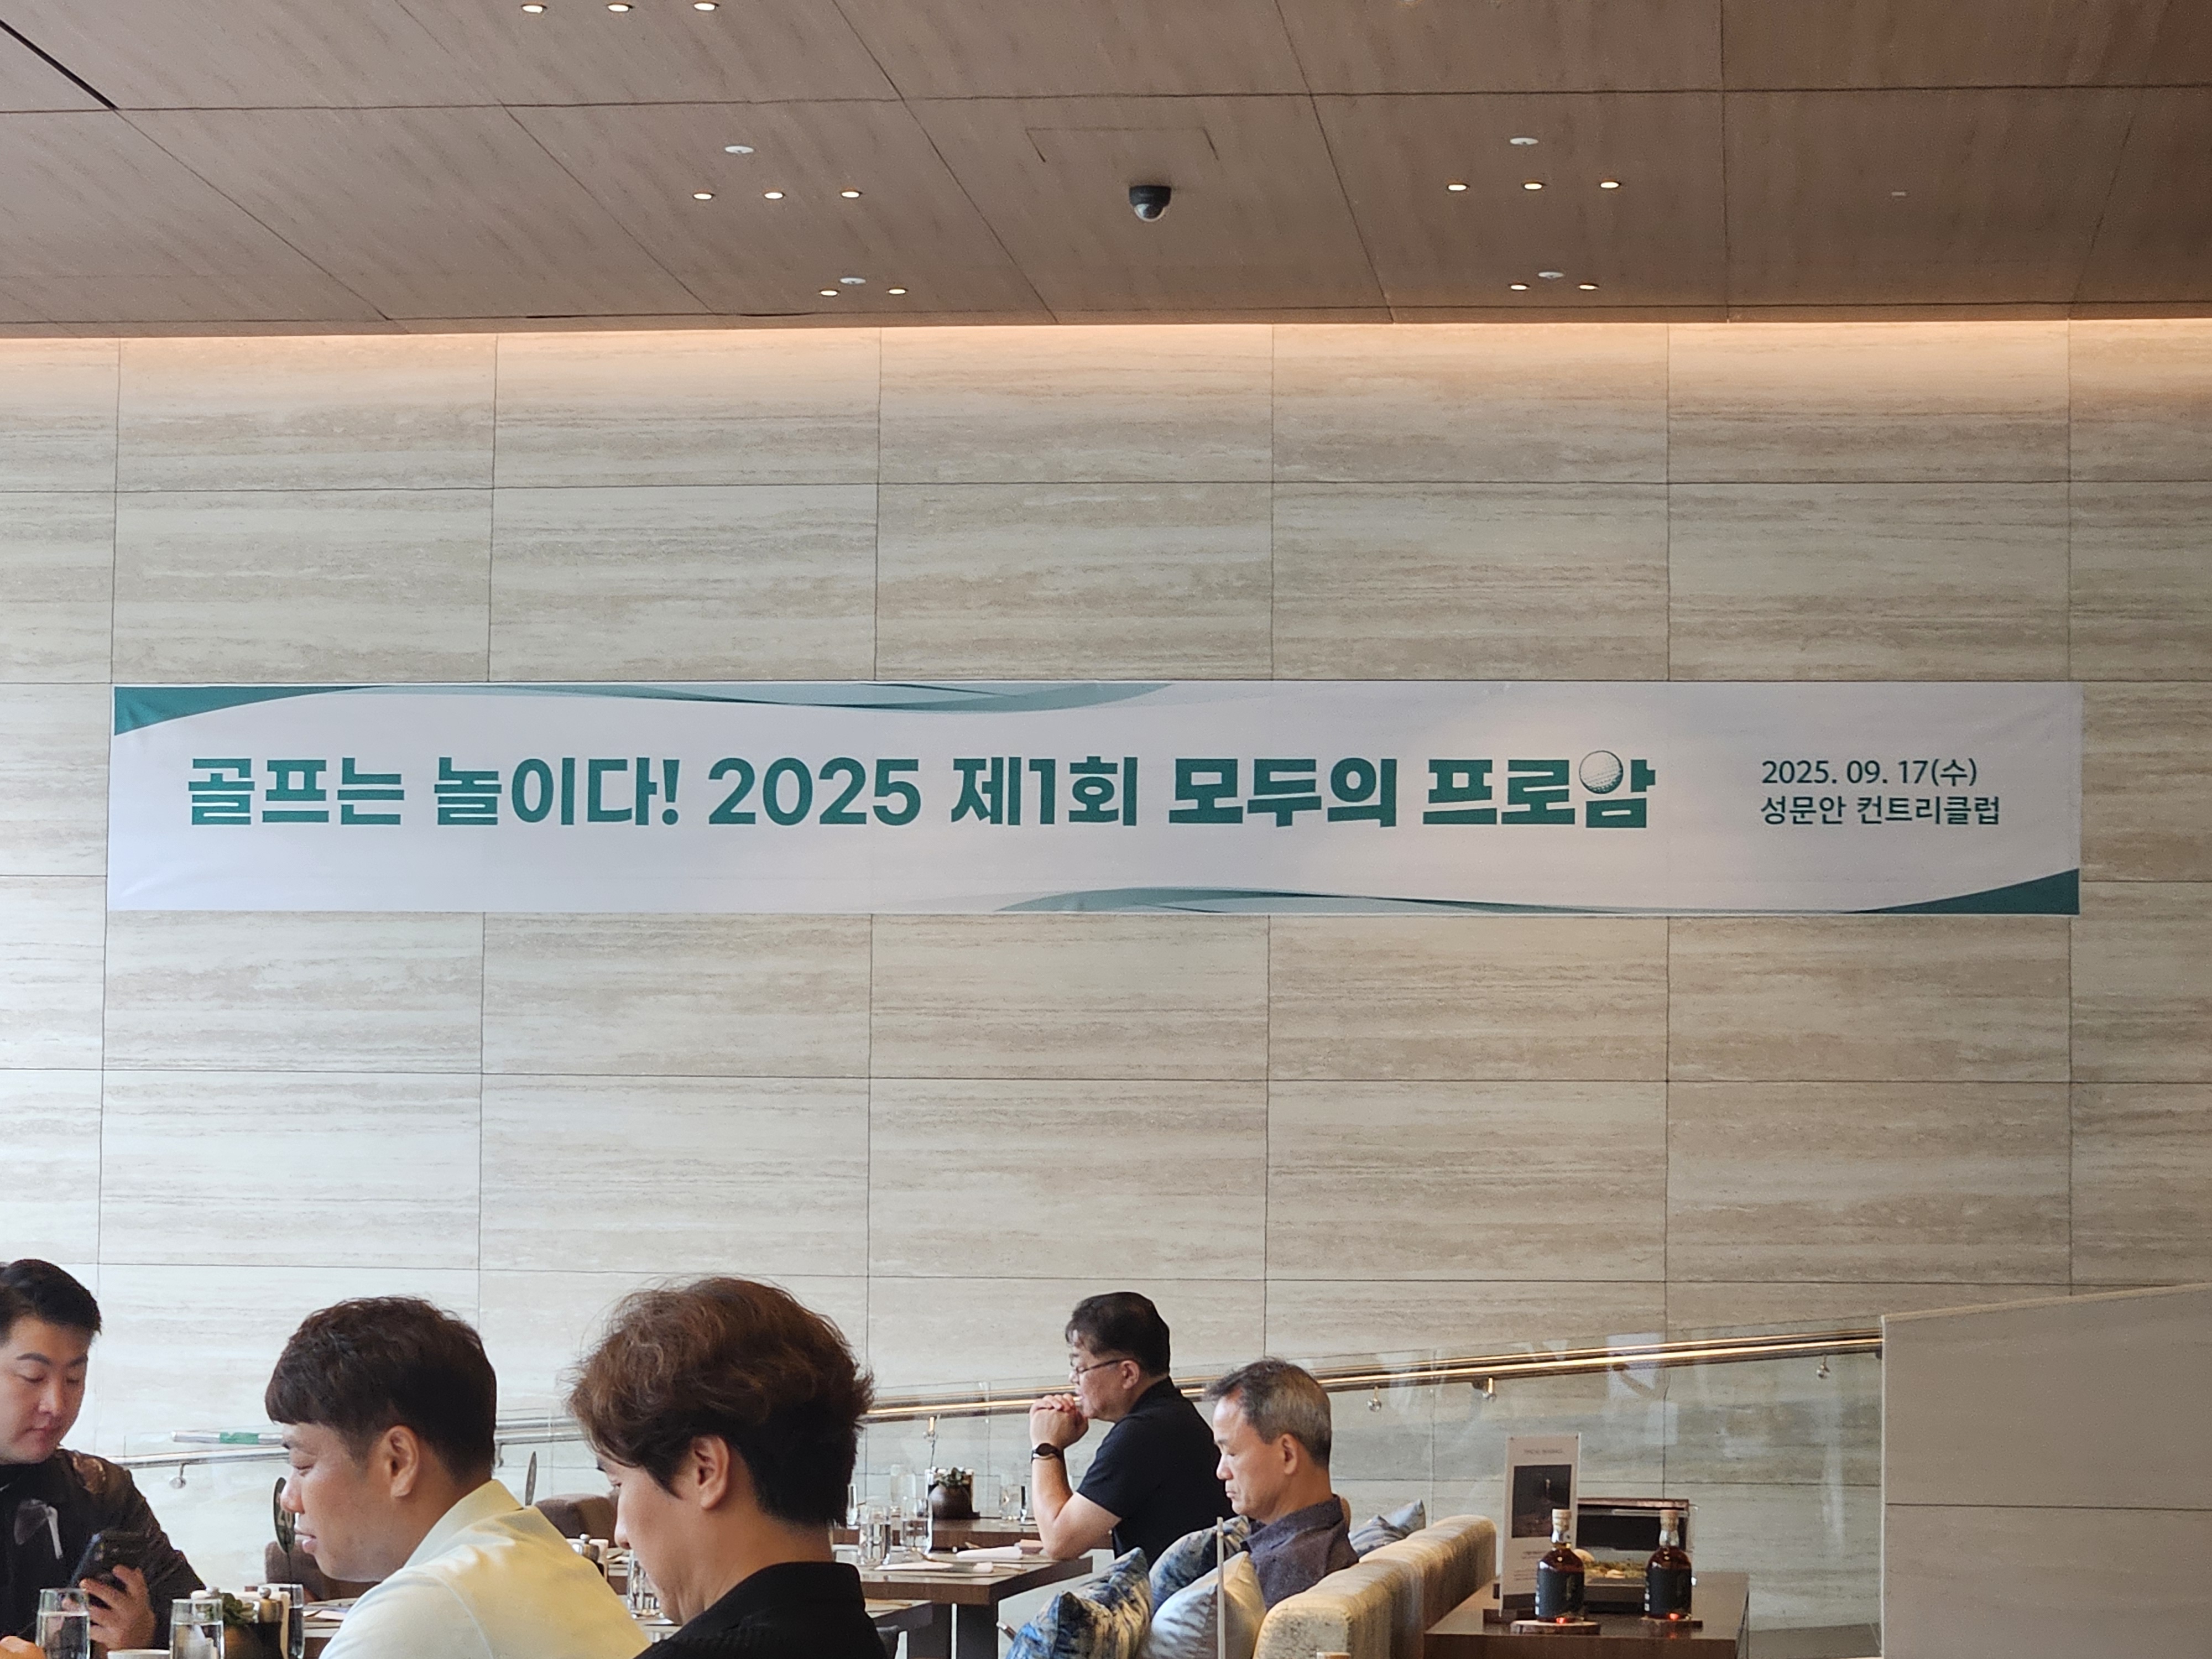 골프는 놀이다! 2025 제1회 모두의 프로암
2025. 09. 17(수)
성문안 컨트리클럽